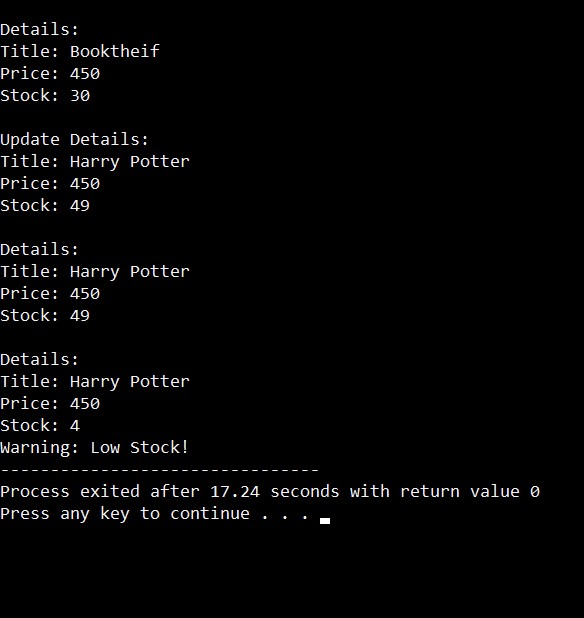 Details:
Title: Booktheif
Price: 450
Stock: 30
Update Details:
Title: Harry Potter
Price: 450
Stock: 49
Details:
Title: Harry Potter
Price: 450
Stock: 49
Details:
Title: Harry Potter
Price: 450
Stock: 4
Warning: Low Stock!
--------------------------------
Process exited after 17.24 seconds with return value 0
Press any key to continue . . .